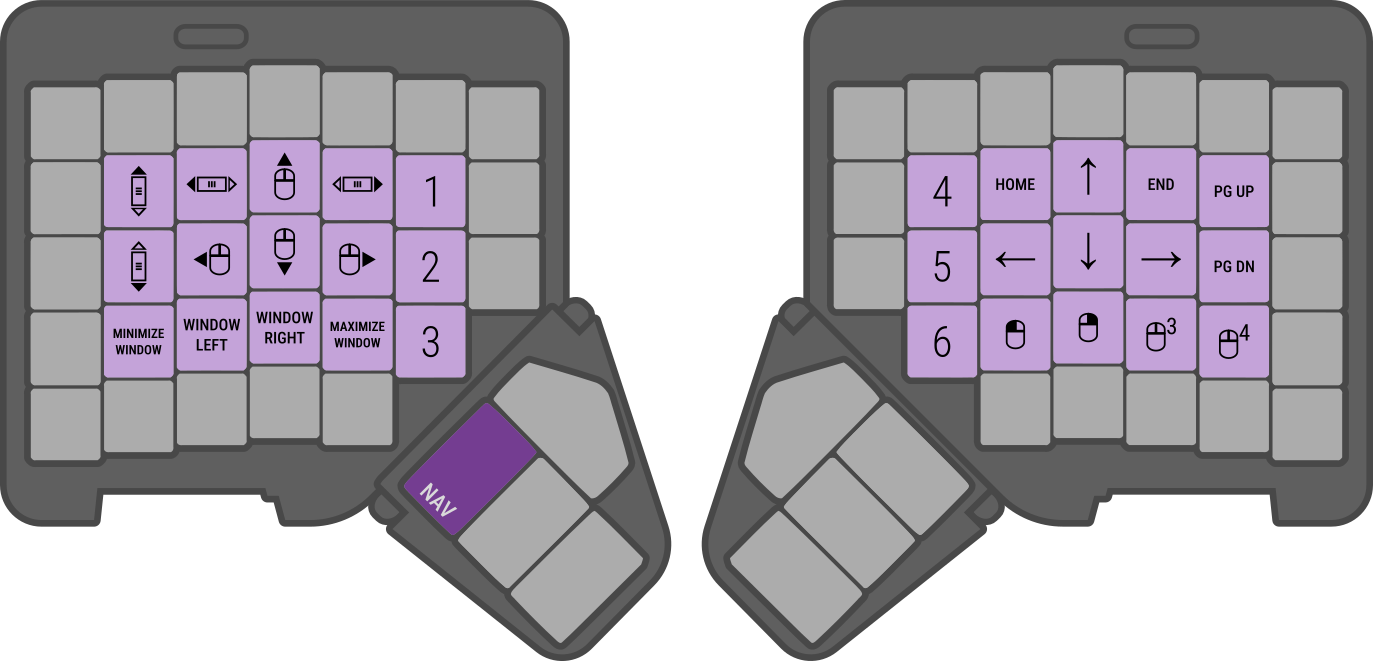 1
4
HOME
↑
END
PG UP
2
5
←
↓
→
PG DN
MINIMIZE
WINDOW
WINDOW
LEFT
WINDOW
RIGHT
MAXIMIZE
WINDOW
3
6
3
4
NAV